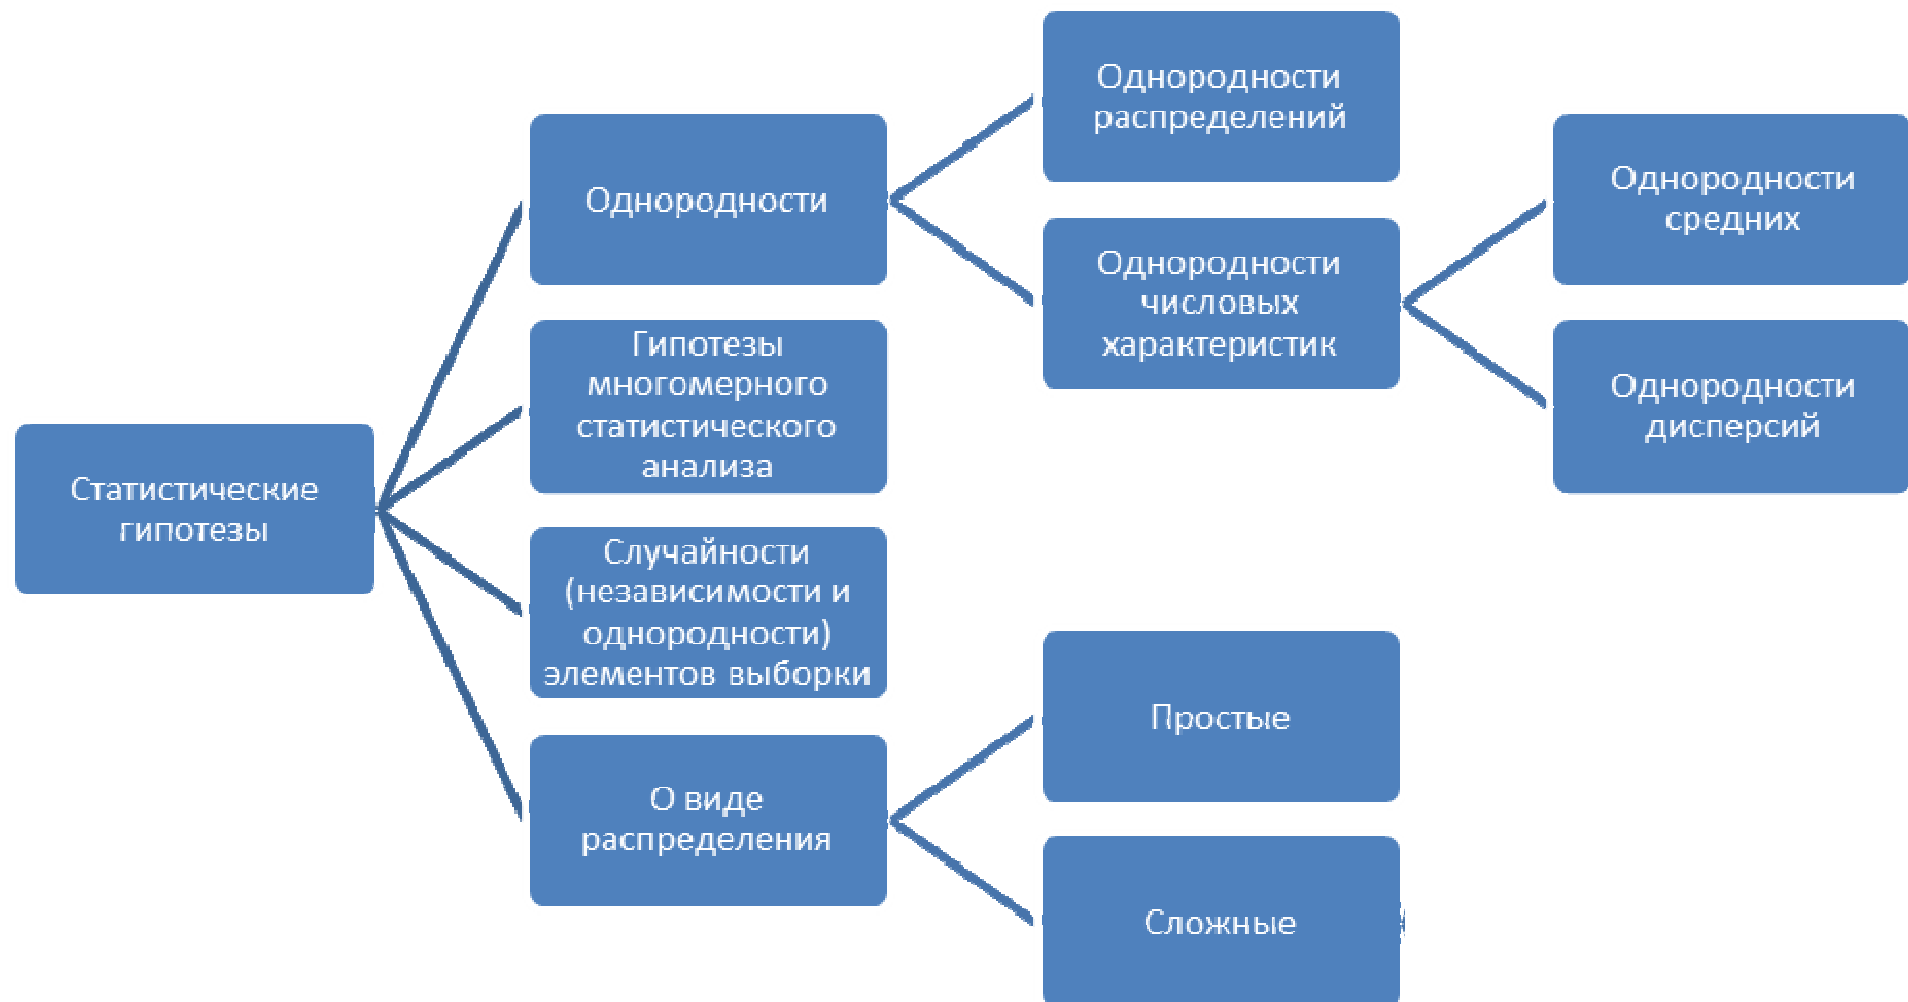 Статистические
гипотезы
Однородности
Гипотезы
многомерного
статистического
анализа
Случайности
(независимости и
однородности)
элементов выборки
О виде
распределения
Однородности
распределений
Однородности
числовых
характеристик
Простые
Сложные
Однородности
средних
Однородности
дисперсий